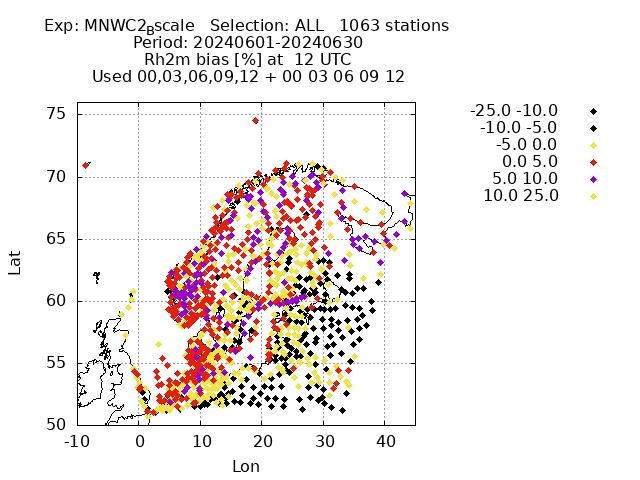 Exp: MNWC2_Bscale   Selection: ALL   1063 stations
Period: 20240601-20240630
Rh2m bias [%] at  12 UTC
Used 00,03,06,09,12 + 00 03 06 09 12
-25.0 -10.0
-10.0 -5.0
-5.0 0.0
0.0 5.0
5.0 10.0
10.0 25.0
75
70
65
60
55
50
Lat
-10 0 10 20 30 40
Lon